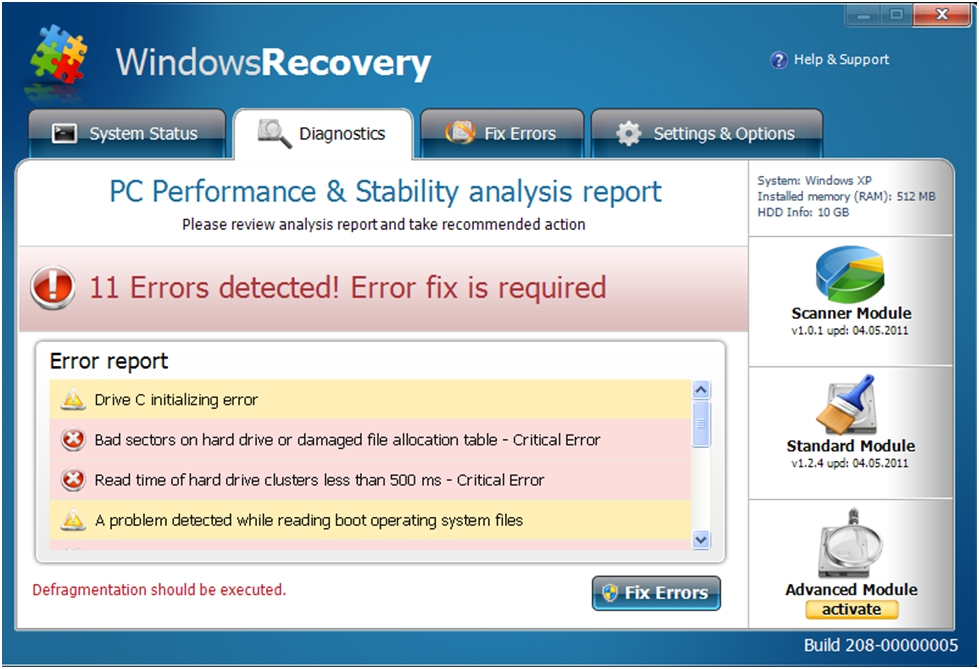 WindowsRecovery
Help & Support
System Status
Diagnostics
Fix Errors
Settings & Options
PC Performance & Stability analysis report
Please review analysis report and take recommended action
11 Errors detected! Error fix is required
Error report
Drive C initializing error
Bad sectors on hard drive or damaged file allocation table - Critical Error
Read time of hard drive clusters less than 500 ms - Critical Error
A problem detected while reading boot operating system files
Defragmentation should be executed.
Fix Errors
System: Windows XP
Installed memory (RAM): 512 MB
HDD Info: 10 GB
Scanner Module
v1.0.1 upd: 04.05.2011
Standard Module
v1.2.4 upd: 04.05.2011
Advanced Module
activate
Build 208-00000005